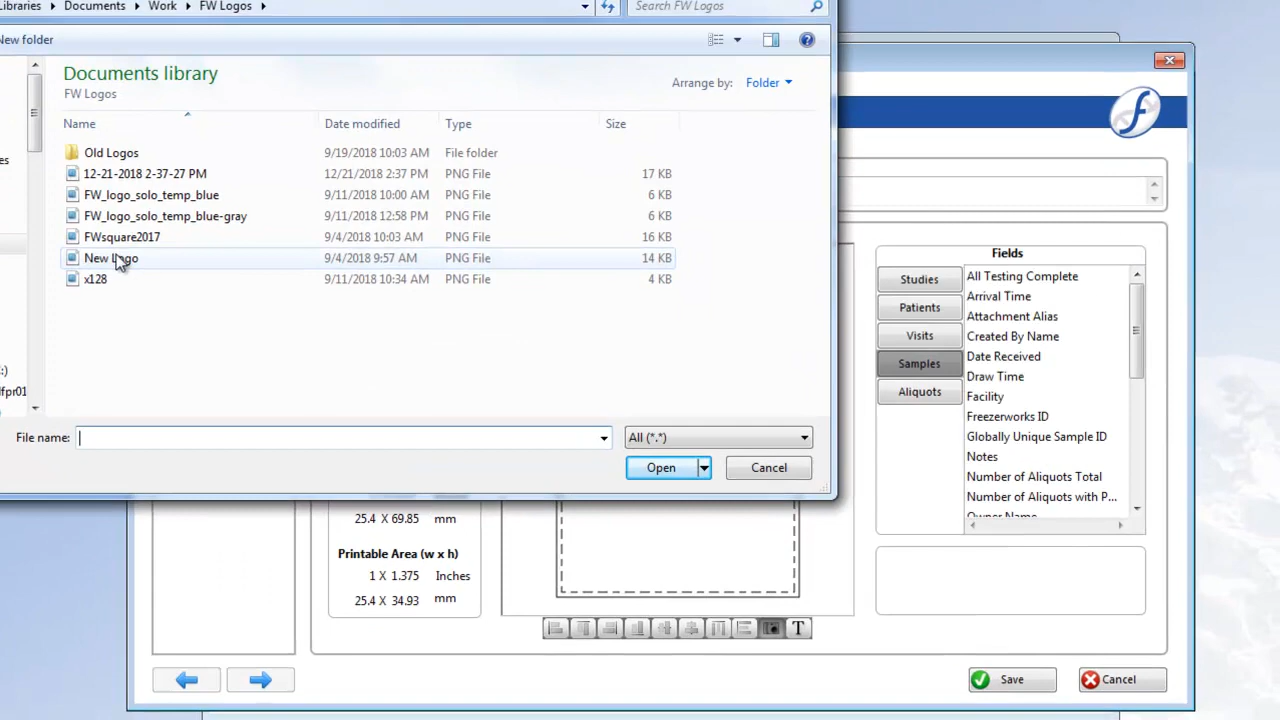 Libraries ▸ Documents ▸ Work ▸ FW Logos ▸
Search FW Logos
New folder
Documents library
FW Logos
Arrange by: Folder
Name Date modified Type Size
Old Logos 9/19/2018 10:03 AM File folder
12-21-2018 2-37-27 PM 12/21/2018 2:37 PM PNG File 17 KB
FW_logo_solo_temp_blue 9/11/2018 10:00 AM PNG File 6 KB
FW_logo_solo_temp_blue-gray 9/11/2018 12:58 PM PNG File 6 KB
FWsquare2017 9/4/2018 10:03 AM PNG File 16 KB
New Logo 9/4/2018 9:57 AM PNG File 14 KB
x128 9/11/2018 10:34 AM PNG File 4 KB
File name:
All (*.*)
Open
Cancel
Fields
Studies
Patients
Visits
Samples
Aliquots
All Testing Complete
Arrival Time
Attachment Alias
Created By Name
Date Received
Draw Time
Facility
Freezerworks ID
Globally Unique Sample ID
Notes
Number of Aliquots Total
Number of Aliquots with P...
Owner Name
25.4 X 69.85 mm
Printable Area (w x h)
1 X 1.375 Inches
25.4 X 34.93 mm
T
Save
Cancel